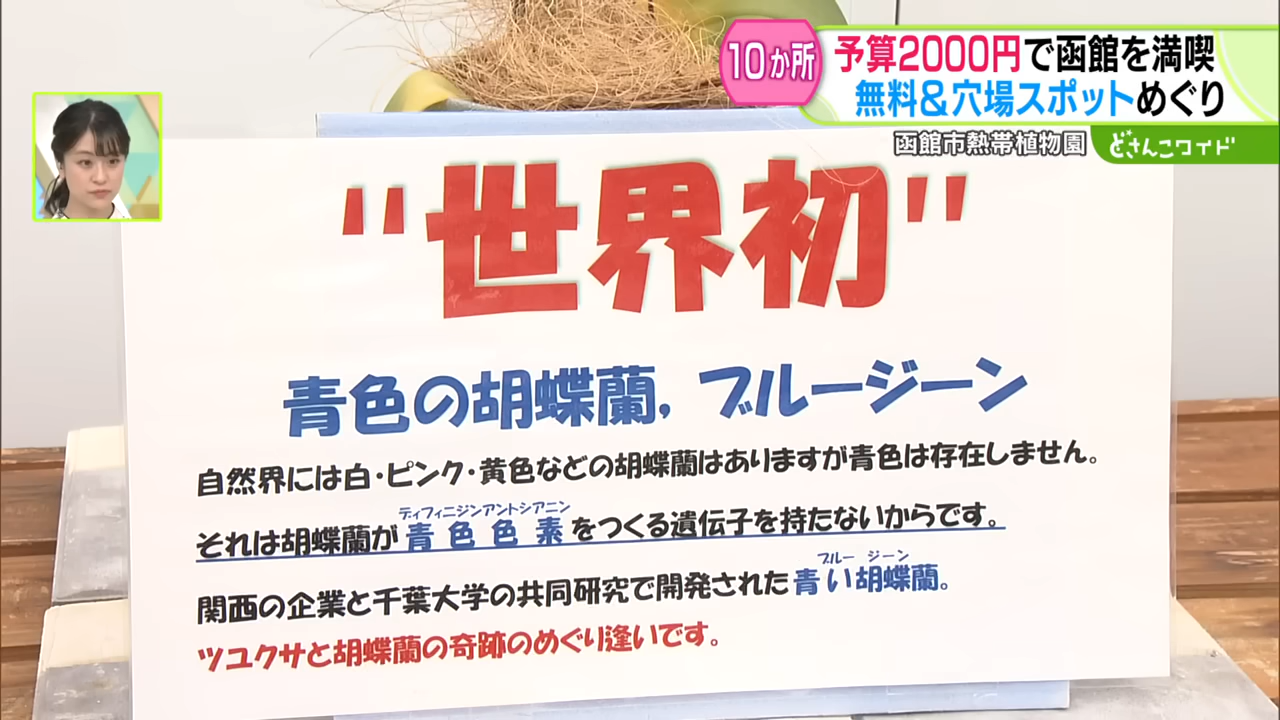 10か所
予算2000円で函館を満喫
無料&穴場スポットめぐり
函館市熱帯植物園
どさんこワイド
"世界初"
青色の胡蝶蘭,ブルージーン
自然界には白・ピンク・黄色などの胡蝶蘭はありますが青色は存在しません。
ディフィニジンアントシアニン
それは胡蝶蘭が青色色素をつくる遺伝子を持たないからです。
ブルー ジーン
関西の企業と千葉大学の共同研究で開発された青い胡蝶蘭。
ツユクサと胡蝶蘭の奇跡のめぐり逢いです。